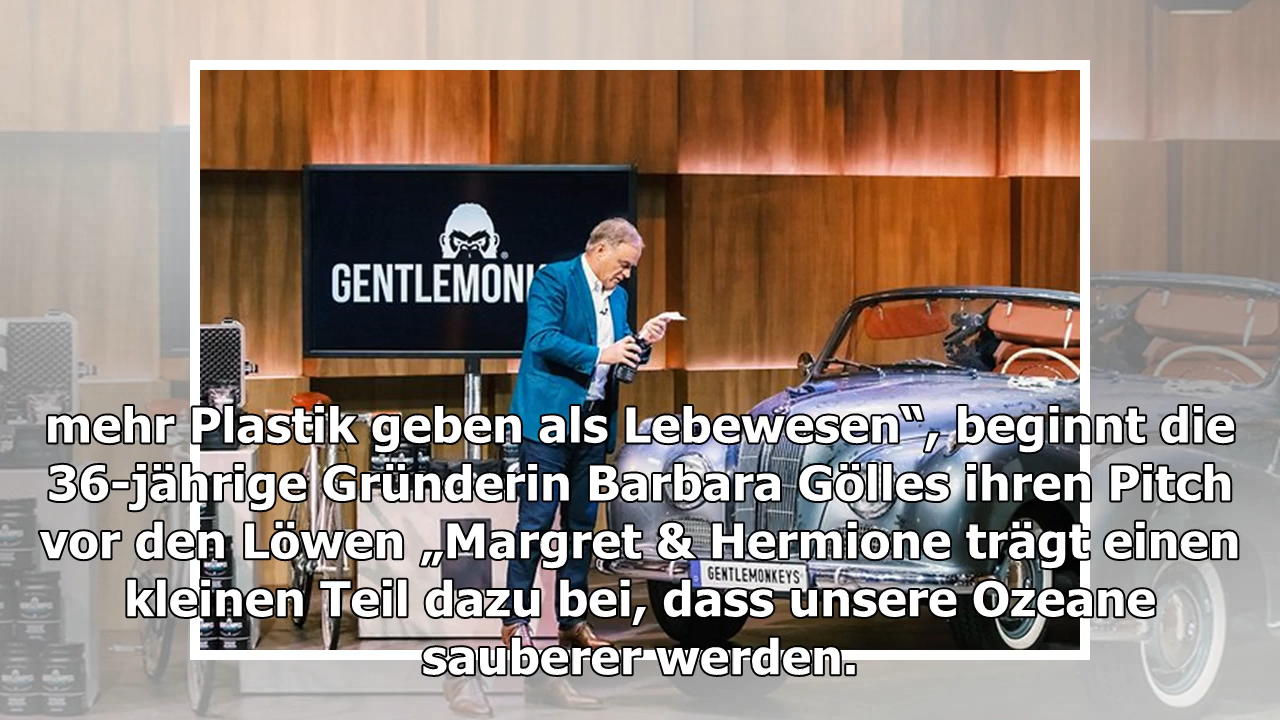 GENTLEMONK
mehr Plastik geben als Lebewesen“, beginnt die
36-jährige Gründerin Barbara Gölles ihren Pitch
vor den Löwen „Margret & Hermione trägt einen
GENTLEMONKEYS
kleinen Teil dazu bei, dass unsere Ozeane
sauberer werden.